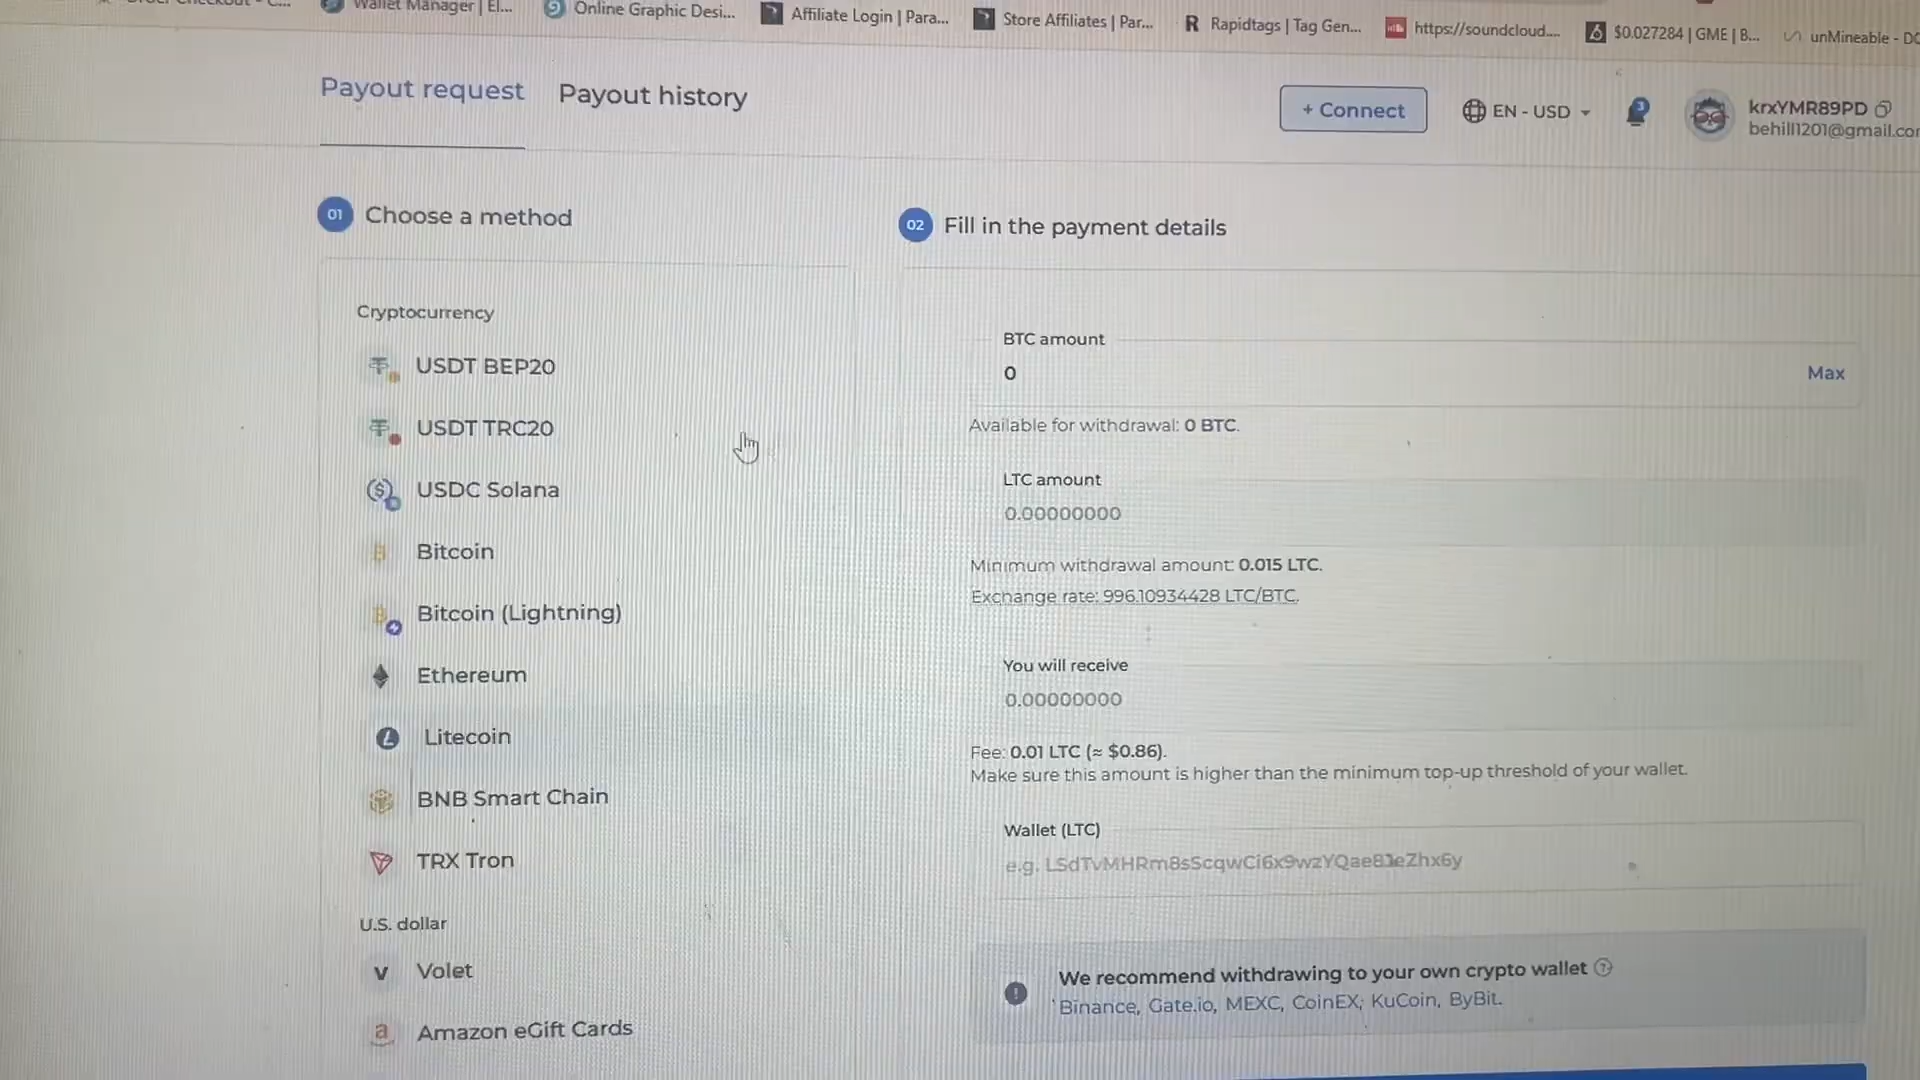 Wallet Manager | El...
Online Graphic Desi...
Affiliate Login | Para...
Store Affiliates | Par...
R Rapidtags | Tag Gen...
https://soundcloud....
$0.027284 | GME | B...
unMineable - DO
Payout request
Payout history
+ Connect
EN - USD
3
krxYMR89PD
behill1201@gmail.cor
01 Choose a method
02 Fill in the payment details
Cryptocurrency
USDT BEP20
USDT TRC20
USDC Solana
Bitcoin
Bitcoin (Lightning)
Ethereum
Litecoin
BNB Smart Chain
TRX Tron
U.S. dollar
Volet
Amazon eGift Cards
BTC amount
0
Max
Available for withdrawal: 0 BTC.
LTC amount
0.00000000
Minimum withdrawal amount: 0.015 LTC.
Exchange rate: 996.10934428 LTC/BTC.
You will receive
0.00000000
Fee: 0.01 LTC (≈ $0.86).
Make sure this amount is higher than the minimum top-up threshold of your wallet.
Wallet (LTC)
e.g. LSdTvMHRm8sScqwCi6x9wzYQae8JeZhx6y
We recommend withdrawing to your own crypto wallet
Binance, Gate.io, MEXC, CoinEX, KuCoin, ByBit.